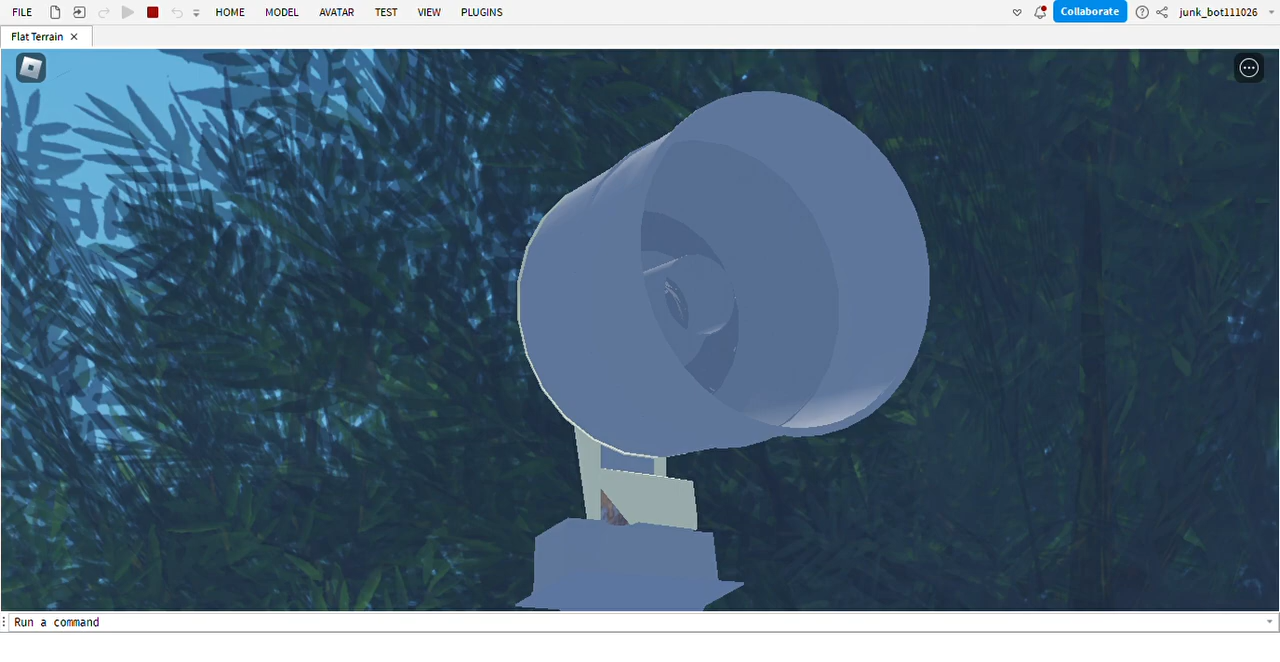 FILE HOME MODEL AVATAR TEST VIEW PLUGINS Collaborate junk_bot111026
Flat Terrain
Run a command